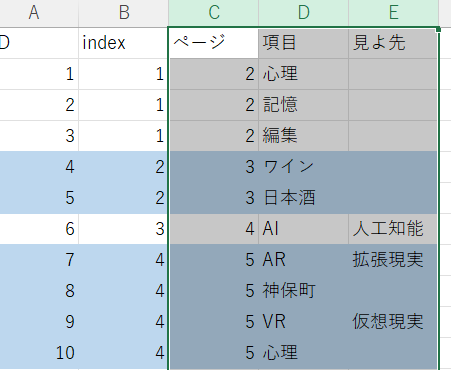 A B C D E
D index ページ 項目 見よ先
1 1 2 心理
2 1 2 記憶
3 1 2 編集
4 2 3 ワイン
5 2 3 日本酒
6 3 4 AI 人工知能
7 4 5 AR 拡張現実
8 4 5 神保町
9 4 5 VR 仮想現実
10 4 5 心理